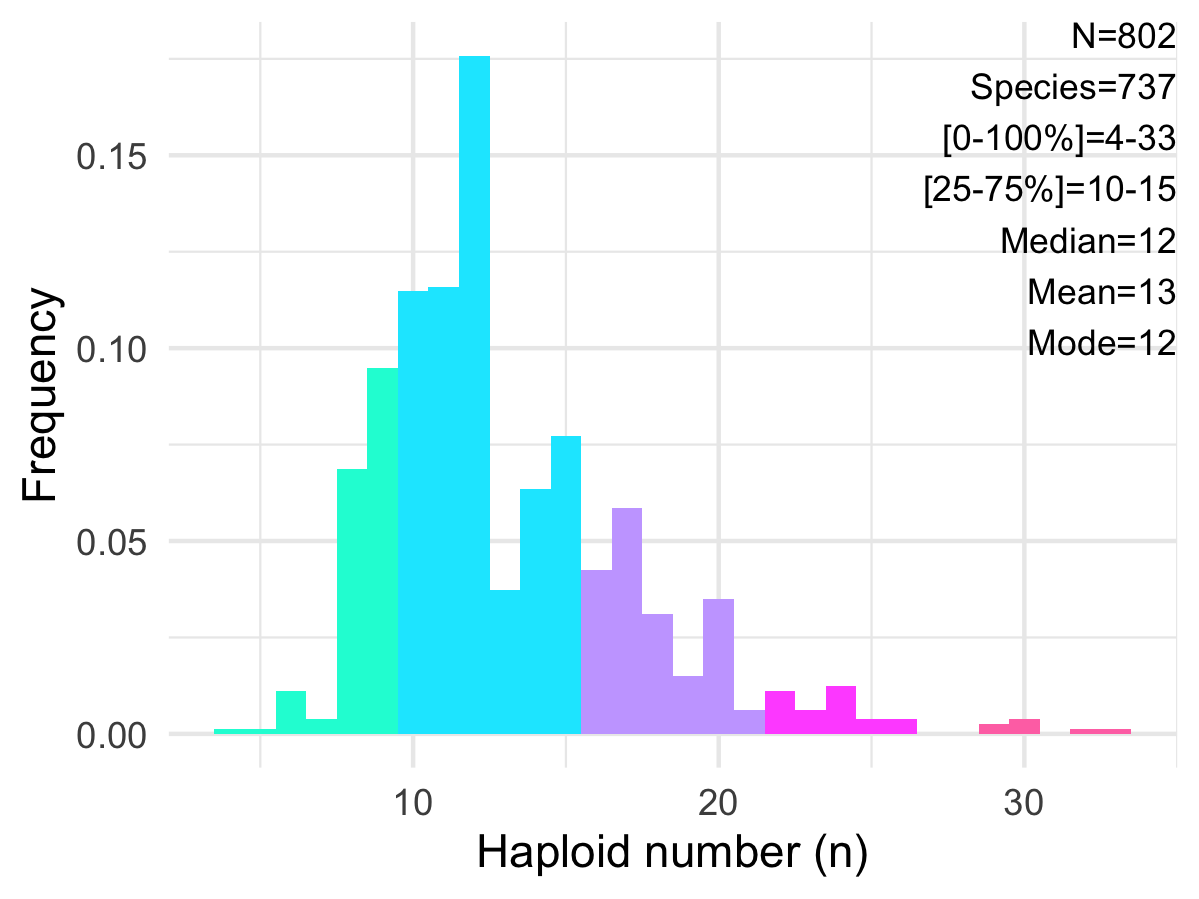 N=802
Species=737
[0-100%]=4-33
[25-75%]=10-15
Median=12
Mean=13
Mode=12
0.15
0.10
0.05
0.00
Frequency
10 20 30
Haploid number (n)